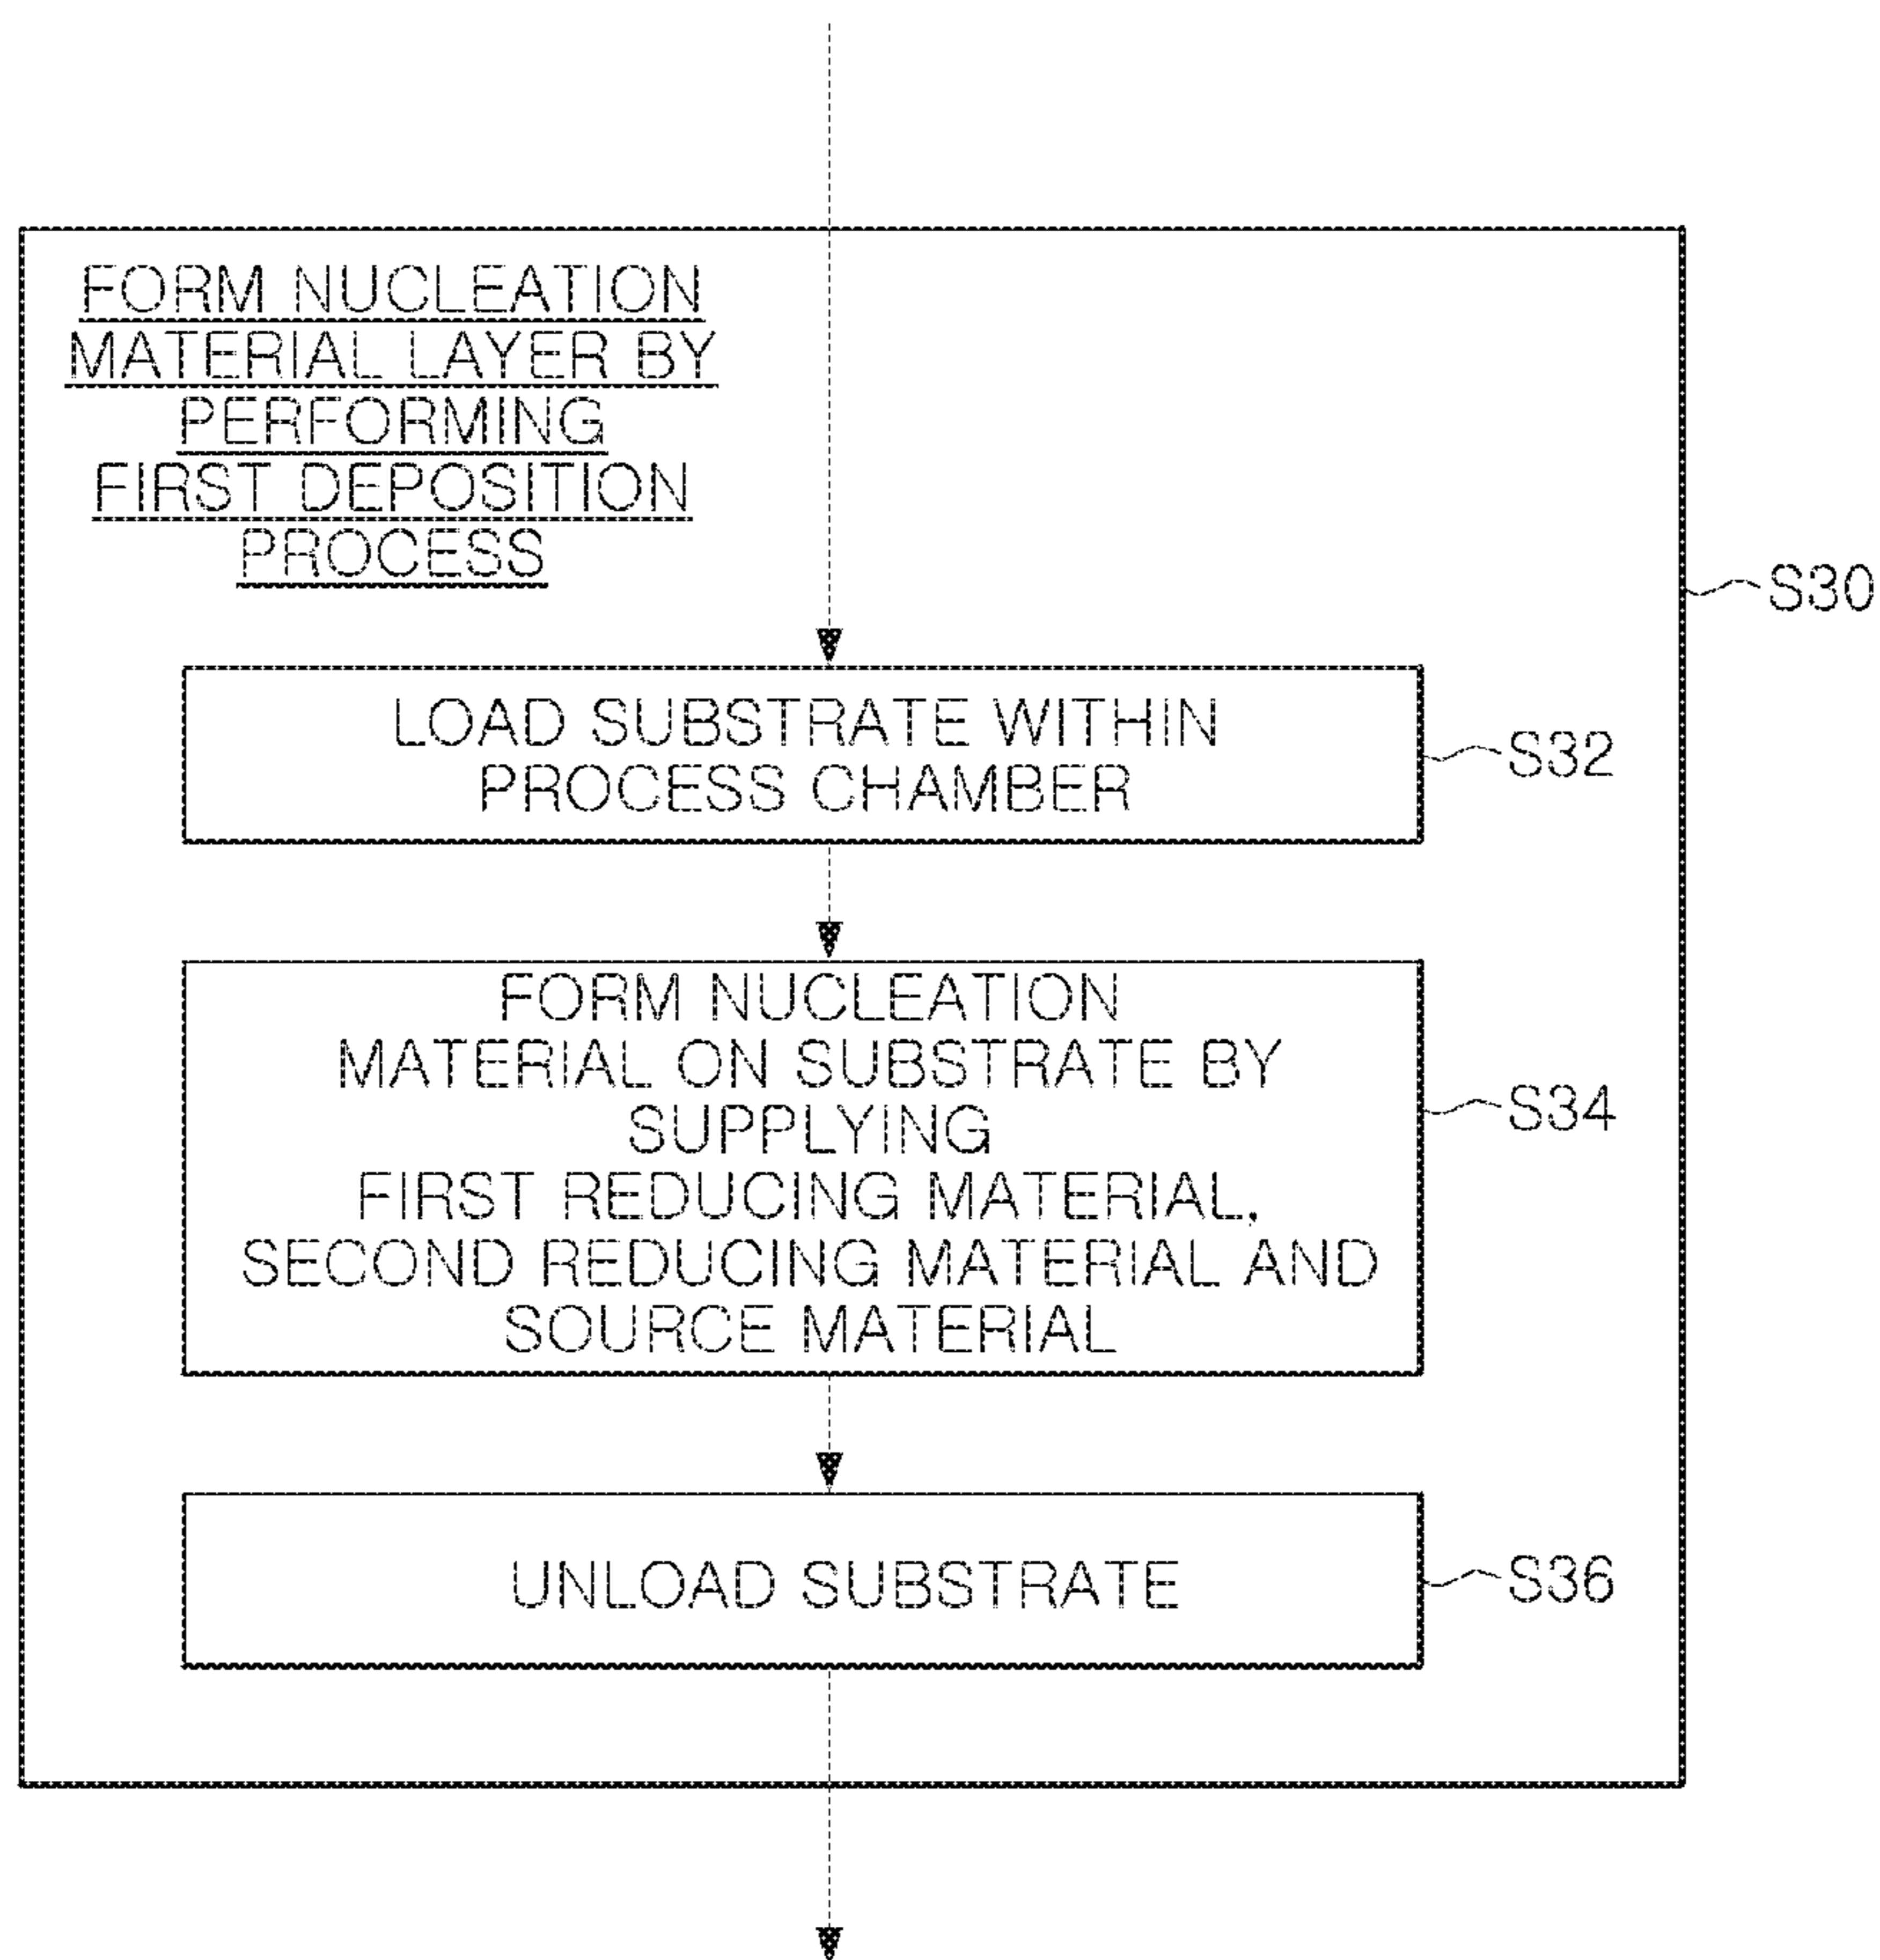 FORM NUCLEATION
MATERIAL LAYER BY
PERFORMING
FIRST DEPOSITION
PROCESS
S30
LOAD SUBSTRATE WITHIN
PROCESS CHAMBER
S32
FORM NUCLEATION
MATERIAL ON SUBSTRATE BY
SUPPLYING
FIRST REDUCING MATERIAL,
SECOND REDUCING MATERIAL AND
SOURCE MATERIAL
S34
UNLOAD SUBSTRATE
S36